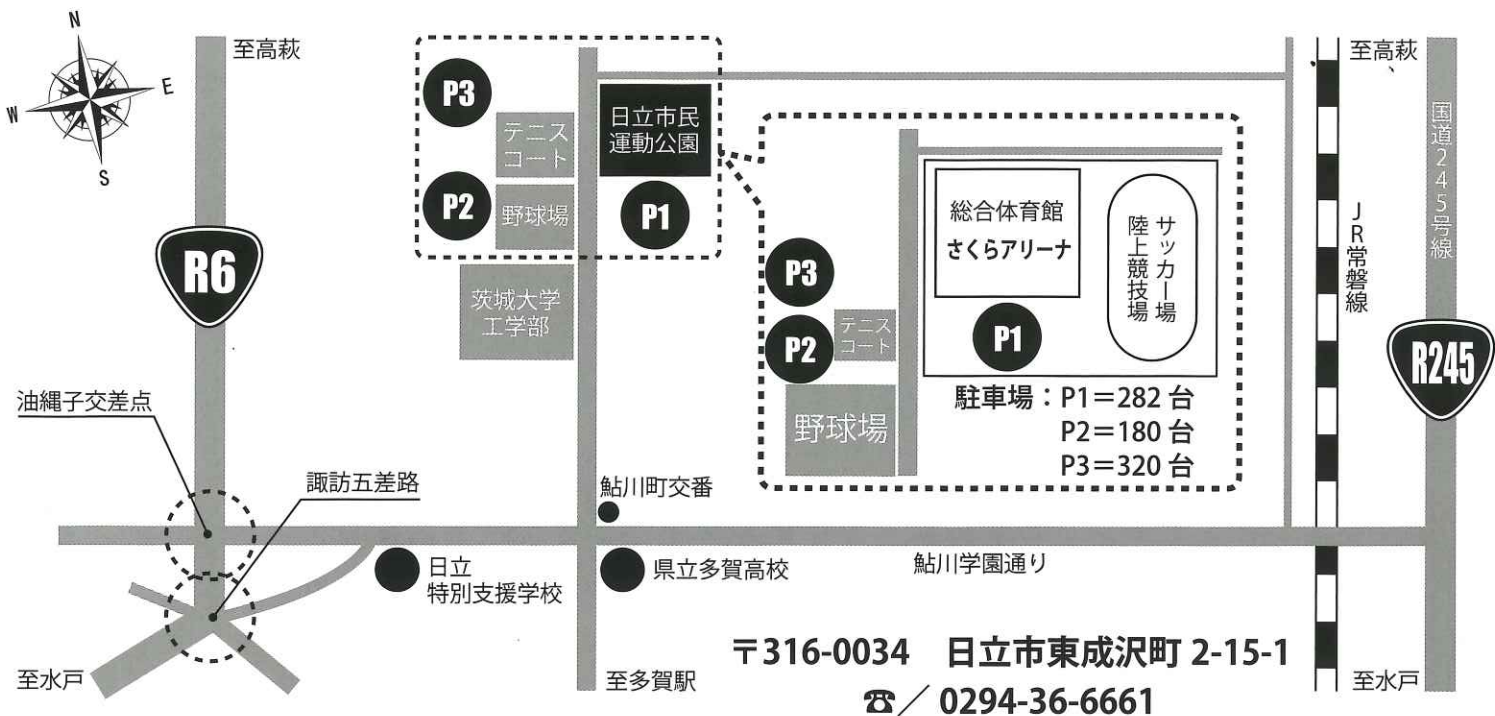 N
E
W
S
至高萩
R6
P3
テニス
コート
日立市民
運動公園
P2
野球場
P1
茨城大学
工学部
総合体育館
さくらアリーナ
サッカー場
陸上競技場
P3
P2
テニス
コート
P1
野球場
駐車場：P1＝282 台
P2＝180 台
P3＝320 台
至高萩
国道245号線
JR常磐線
R245
油縄子交差点
諏訪五差路
鮎川町交番
日立
特別支援学校
県立多賀高校
鮎川学園通り
至水戸
至多賀駅
〒316-0034　日立市東成沢町 2-15-1
☎／ 0294-36-6661
至水戸